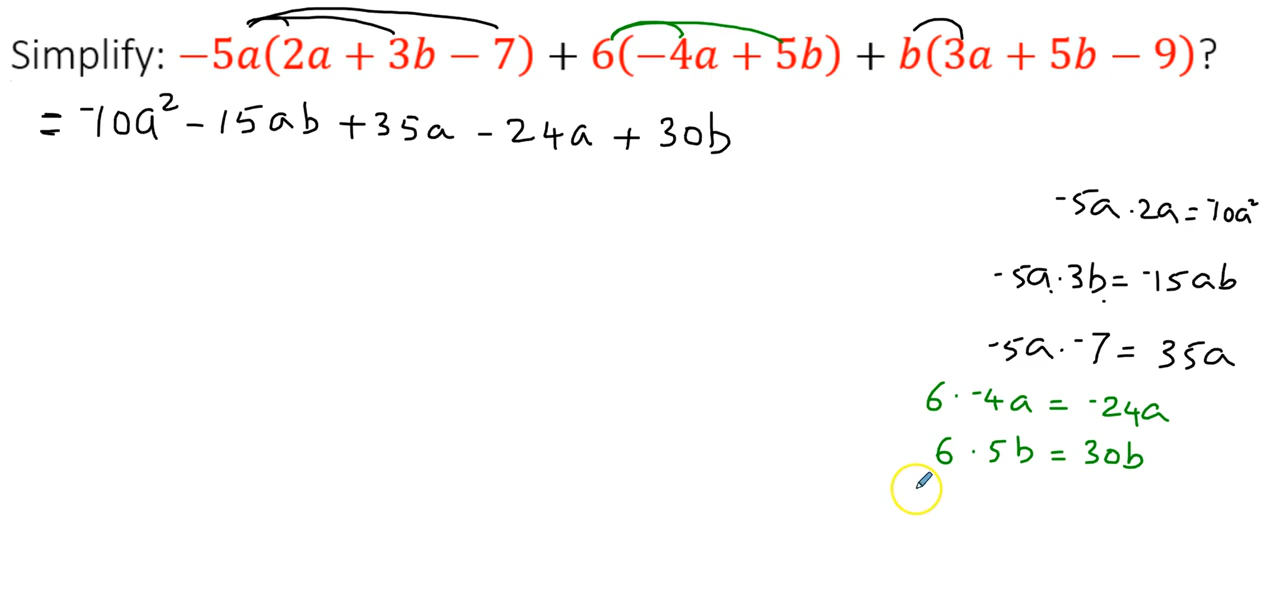 Simplify: −5a(2a + 3b − 7) + 6(−4a + 5b) + b(3a + 5b − 9)?
= -10a² - 15ab + 35a - 24a + 30b
-5a · 2a = -10a²
-5a · 3b = -15ab
-5a · -7 = 35a
6 · -4a = -24a
6 · 5b = 30b